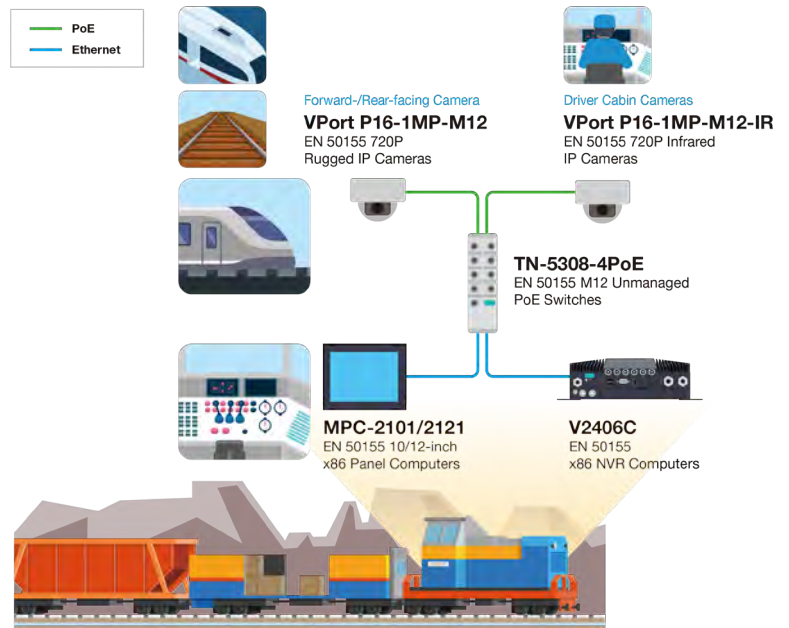 PoE
Ethernet
Forward-/Rear-facing Camera
VPort P16-1MP-M12
EN 50155 720P
Rugged IP Cameras
Driver Cabin Cameras
VPort P16-1MP-M12-IR
EN 50155 720P Infrared
IP Cameras
TN-5308-4PoE
EN 50155 M12 Unmanaged
PoE Switches
MPC-2101/2121
EN 50155 10/12-inch
x86 Panel Computers
V2406C
EN 50155
x86 NVR Computers